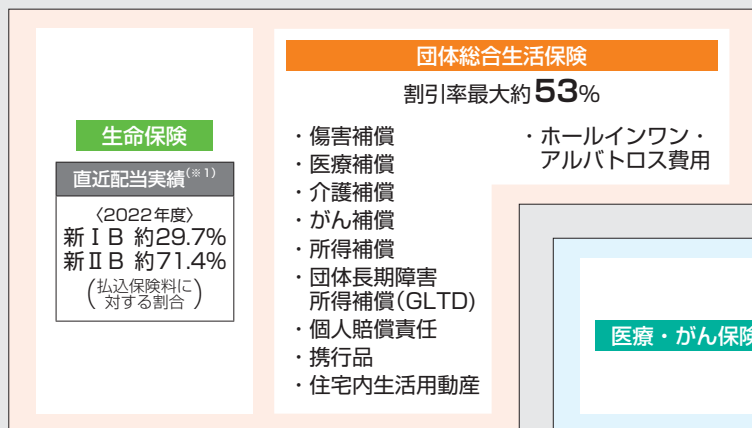 生命保険
直近配当実績(※1)
〈2022年度〉
新ⅠB 約29.7%
新ⅡB 約71.4%
(払込保険料に
対する割合)
団体総合生活保険
割引率最大約53%
・傷害補償
・医療補償
・介護補償
・がん補償
・所得補償
・団体長期障害
所得補償(GLTD)
・個人賠償責任
・携行品
・住宅内生活用動産
・ホールインワン・
アルバトロス費用
医療・がん保険